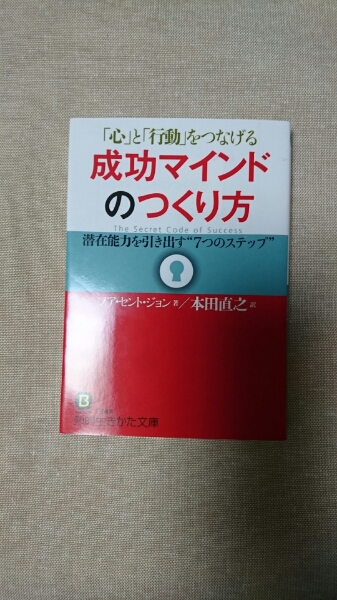 「心」と「行動」をつなげる
成功マインド
のつくり方
The Secret Code of Success
潜在能力を引き出す“7つのステップ”
ノア・セント・ジョン 著／本田直之 訳
B
知的生きかた文庫